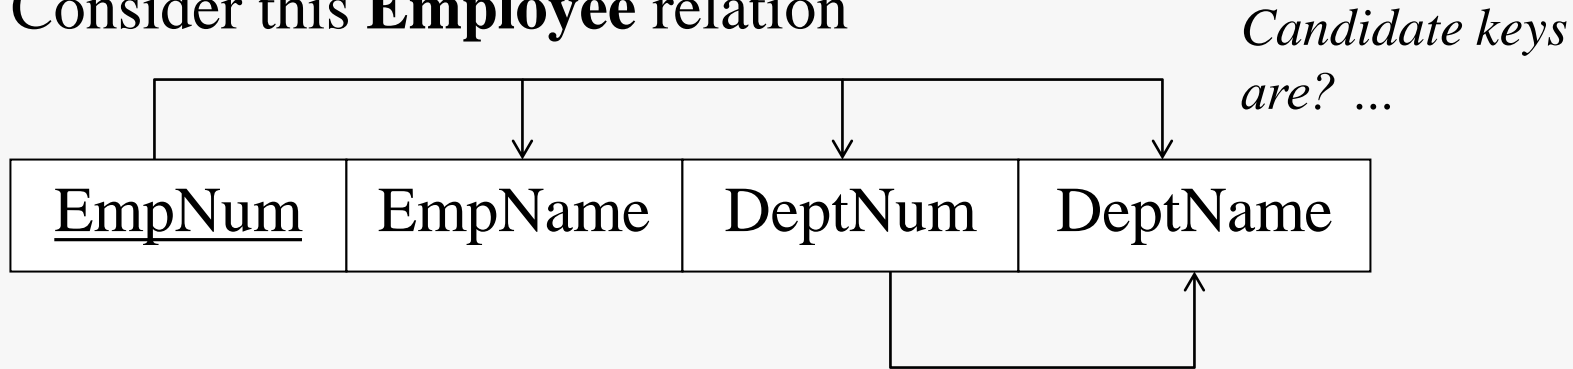 Consider this Employee relation
Candidate keys
are? ...
EmpNum EmpName DeptNum DeptName